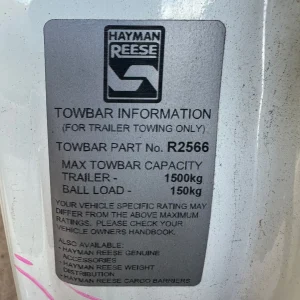 HAYMAN
REESE
TOWBAR INFORMATION
(FOR TRAILER TOWING ONLY)
TOWBAR PART No. R2566
MAX TOWBAR CAPACITY
TRAILER - 1500kg
BALL LOAD - 150kg
YOUR VEHICLE SPECIFIC RATING MAY
DIFFER FROM THE ABOVE MAXIMUM
RATINGS. PLEASE CHECK YOUR
VEHICLE OWNERS HANDBOOK.
ALSO AVAILABLE:
• HAYMAN REESE GENUINE
ACCESSORIES
• HAYMAN REESE WEIGHT
DISTRIBUTION
• HAYMAN REESE CARGO BARRIERS